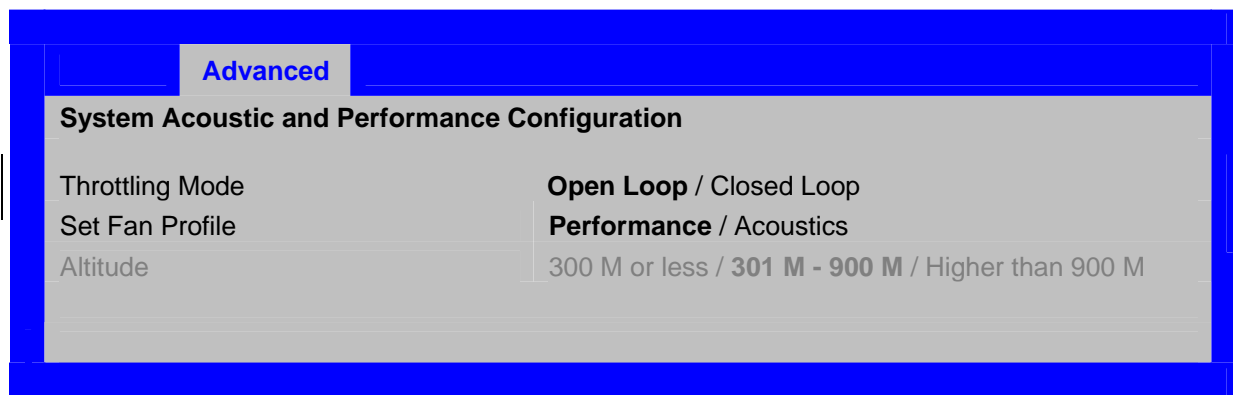 Advanced
System Acoustic and Performance Configuration
Throttling Mode Open Loop / Closed Loop
Set Fan Profile Performance / Acoustics
Altitude 300 M or less / 301 M - 900 M / Higher than 900 M